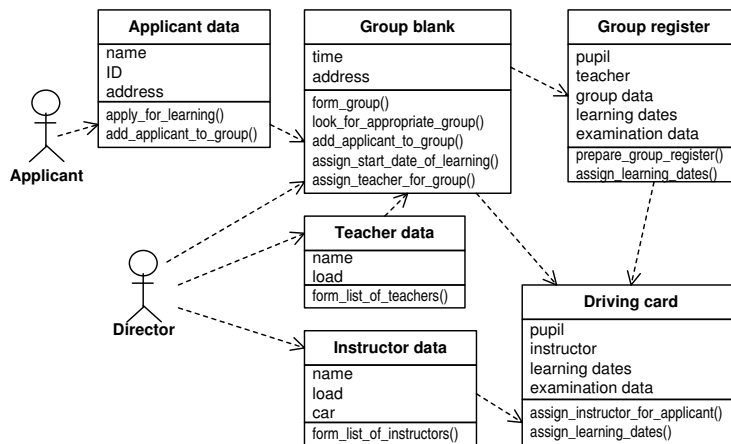 Applicant data
name
ID
address
apply_for_learning()
add_applicant_to_group()
Applicant
Group blank
time
address
form_group()
look_for_appropriate_group()
add_applicant_to_group()
assign_start_date_of_learning()
assign_teacher_for_group()
Group register
pupil
teacher
group data
learning dates
examination data
prepare_group_register()
assign_learning_dates()
Teacher data
name
load
form_list_of_teachers()
Director
Instructor data
name
load
car
form_list_of_instructors()
Driving card
pupil
instructor
learning dates
examination data
assign_instructor_for_applicant()
assign_learning_dates()